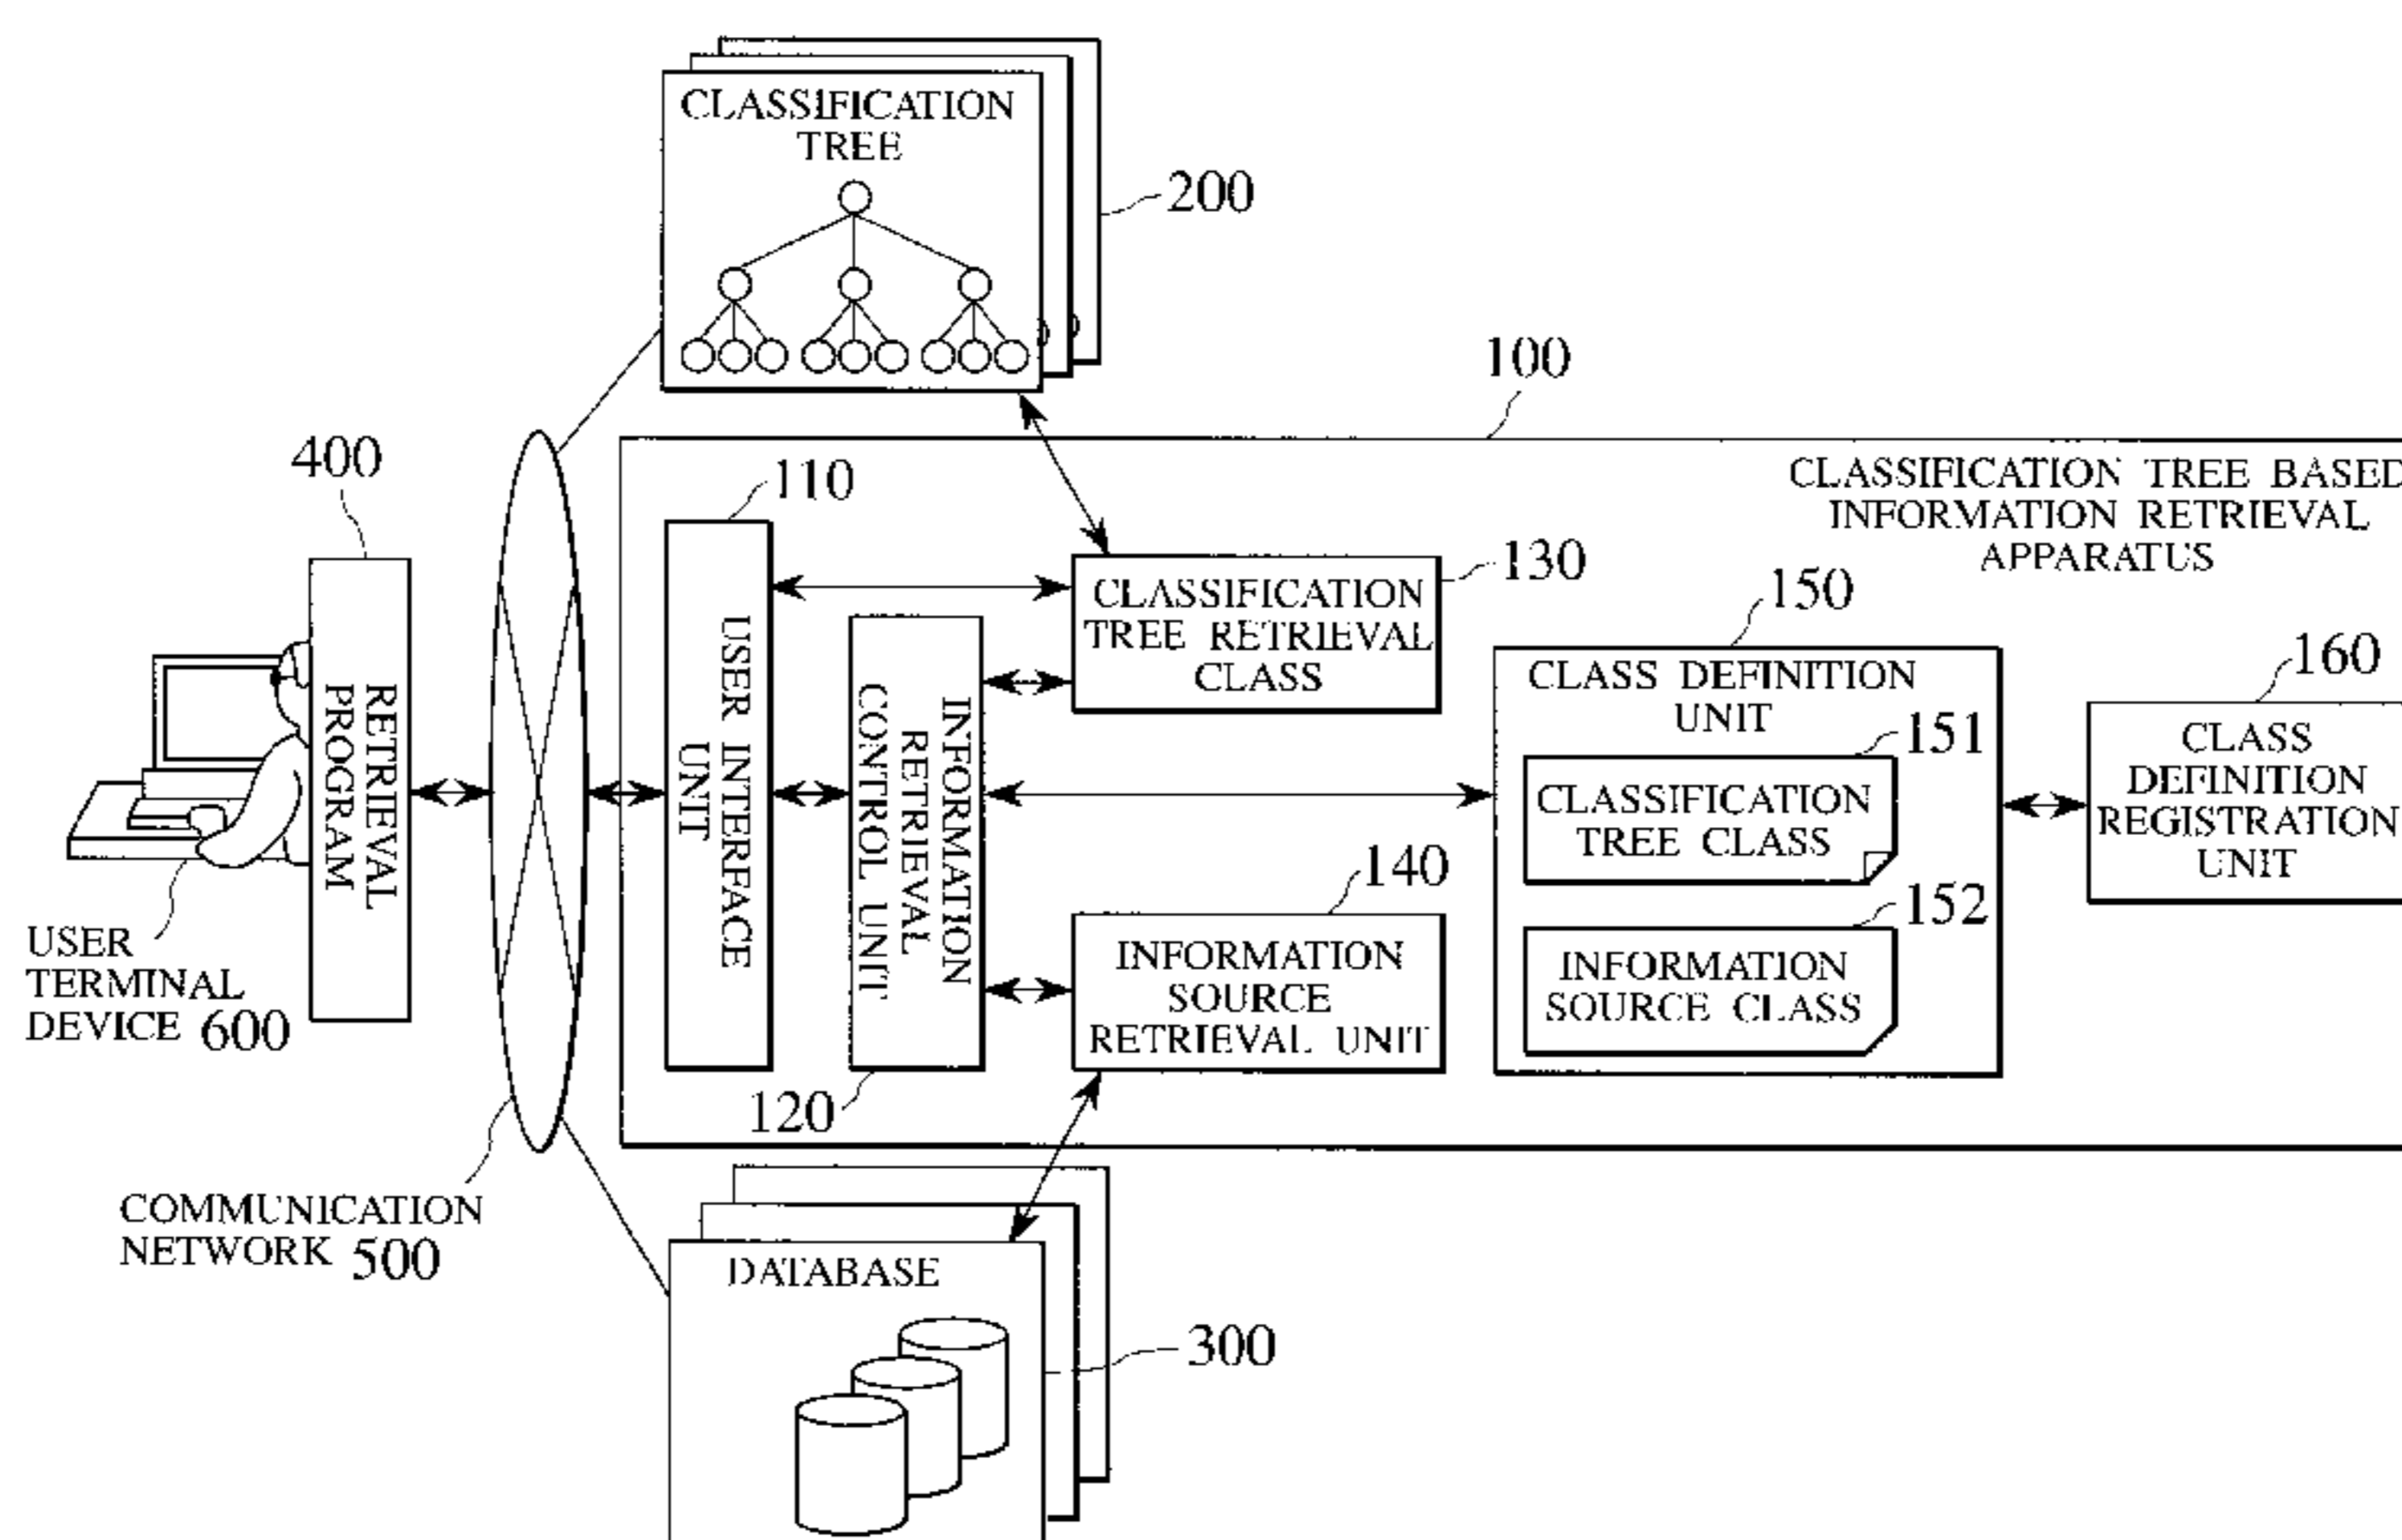 CLASSIFICATION
TREE
200
100
CLASSIFICATION TREE BASED
INFORMATION RETRIEVAL
APPARATUS
400
RETRIEVAL
PROGRAM
USER
TERMINAL
DEVICE 600
COMMUNICATION
NETWORK 500
110
USER INTERFACE
UNIT
INFORMATION
RETRIEVAL
CONTROL UNIT
120
130
CLASSIFICATION
TREE RETRIEVAL
CLASS
140
INFORMATION
SOURCE
RETRIEVAL UNIT
150
CLASS DEFINITION
UNIT
151
CLASSIFICATION
TREE CLASS
152
INFORMATION
SOURCE CLASS
160
CLASS
DEFINITION
REGISTRATION
UNIT
DATABASE
300